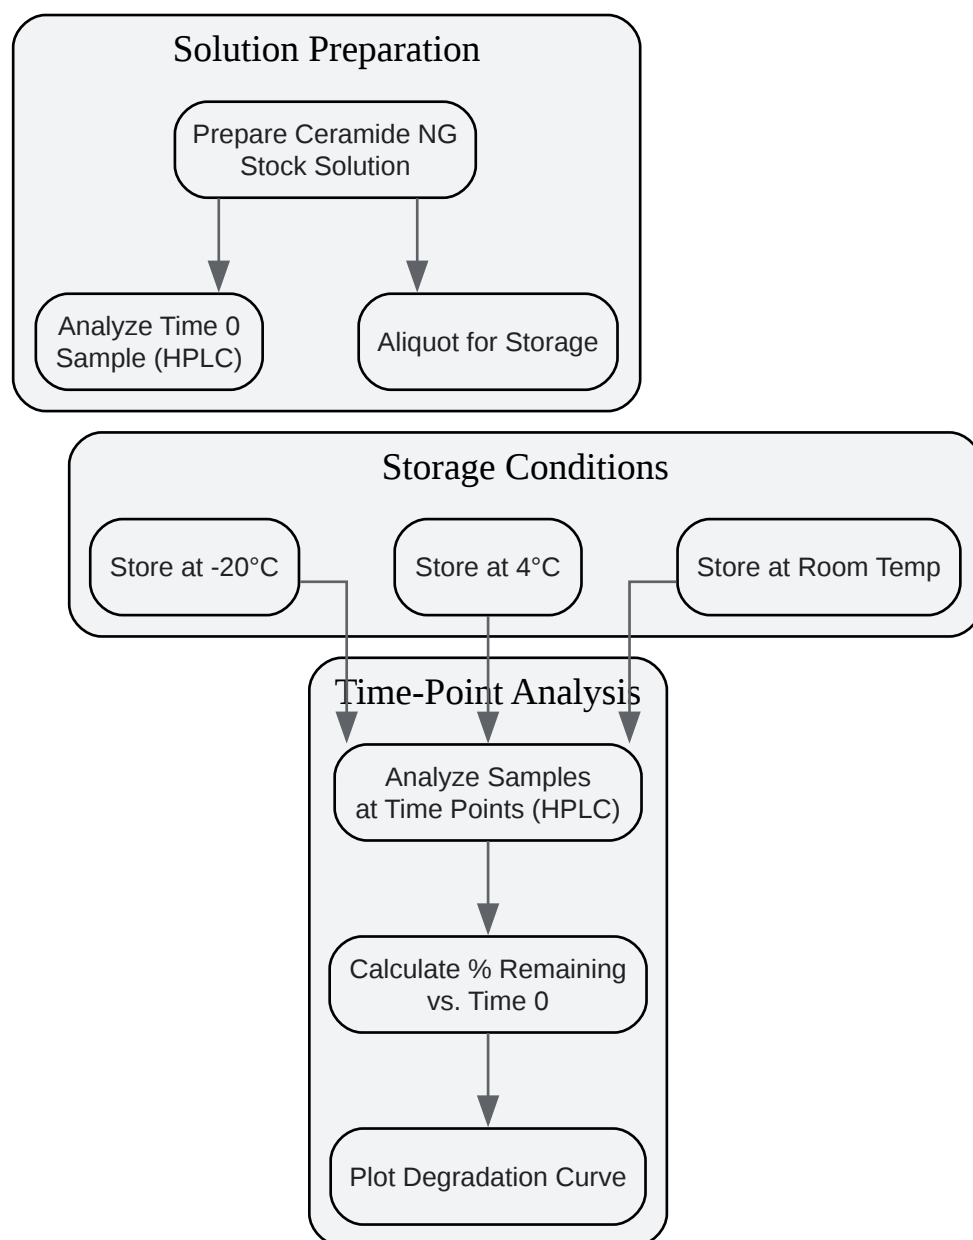 Solution Preparation
Prepare Ceramide NG
Stock Solution
Analyze Time 0
Sample (HPLC)
Aliquot for Storage
Storage Conditions
Store at -20°C
Store at 4°C
Store at Room Temp
Time-Point Analysis
Analyze Samples
at Time Points (HPLC)
Calculate % Remaining
vs. Time 0
Plot Degradation Curve